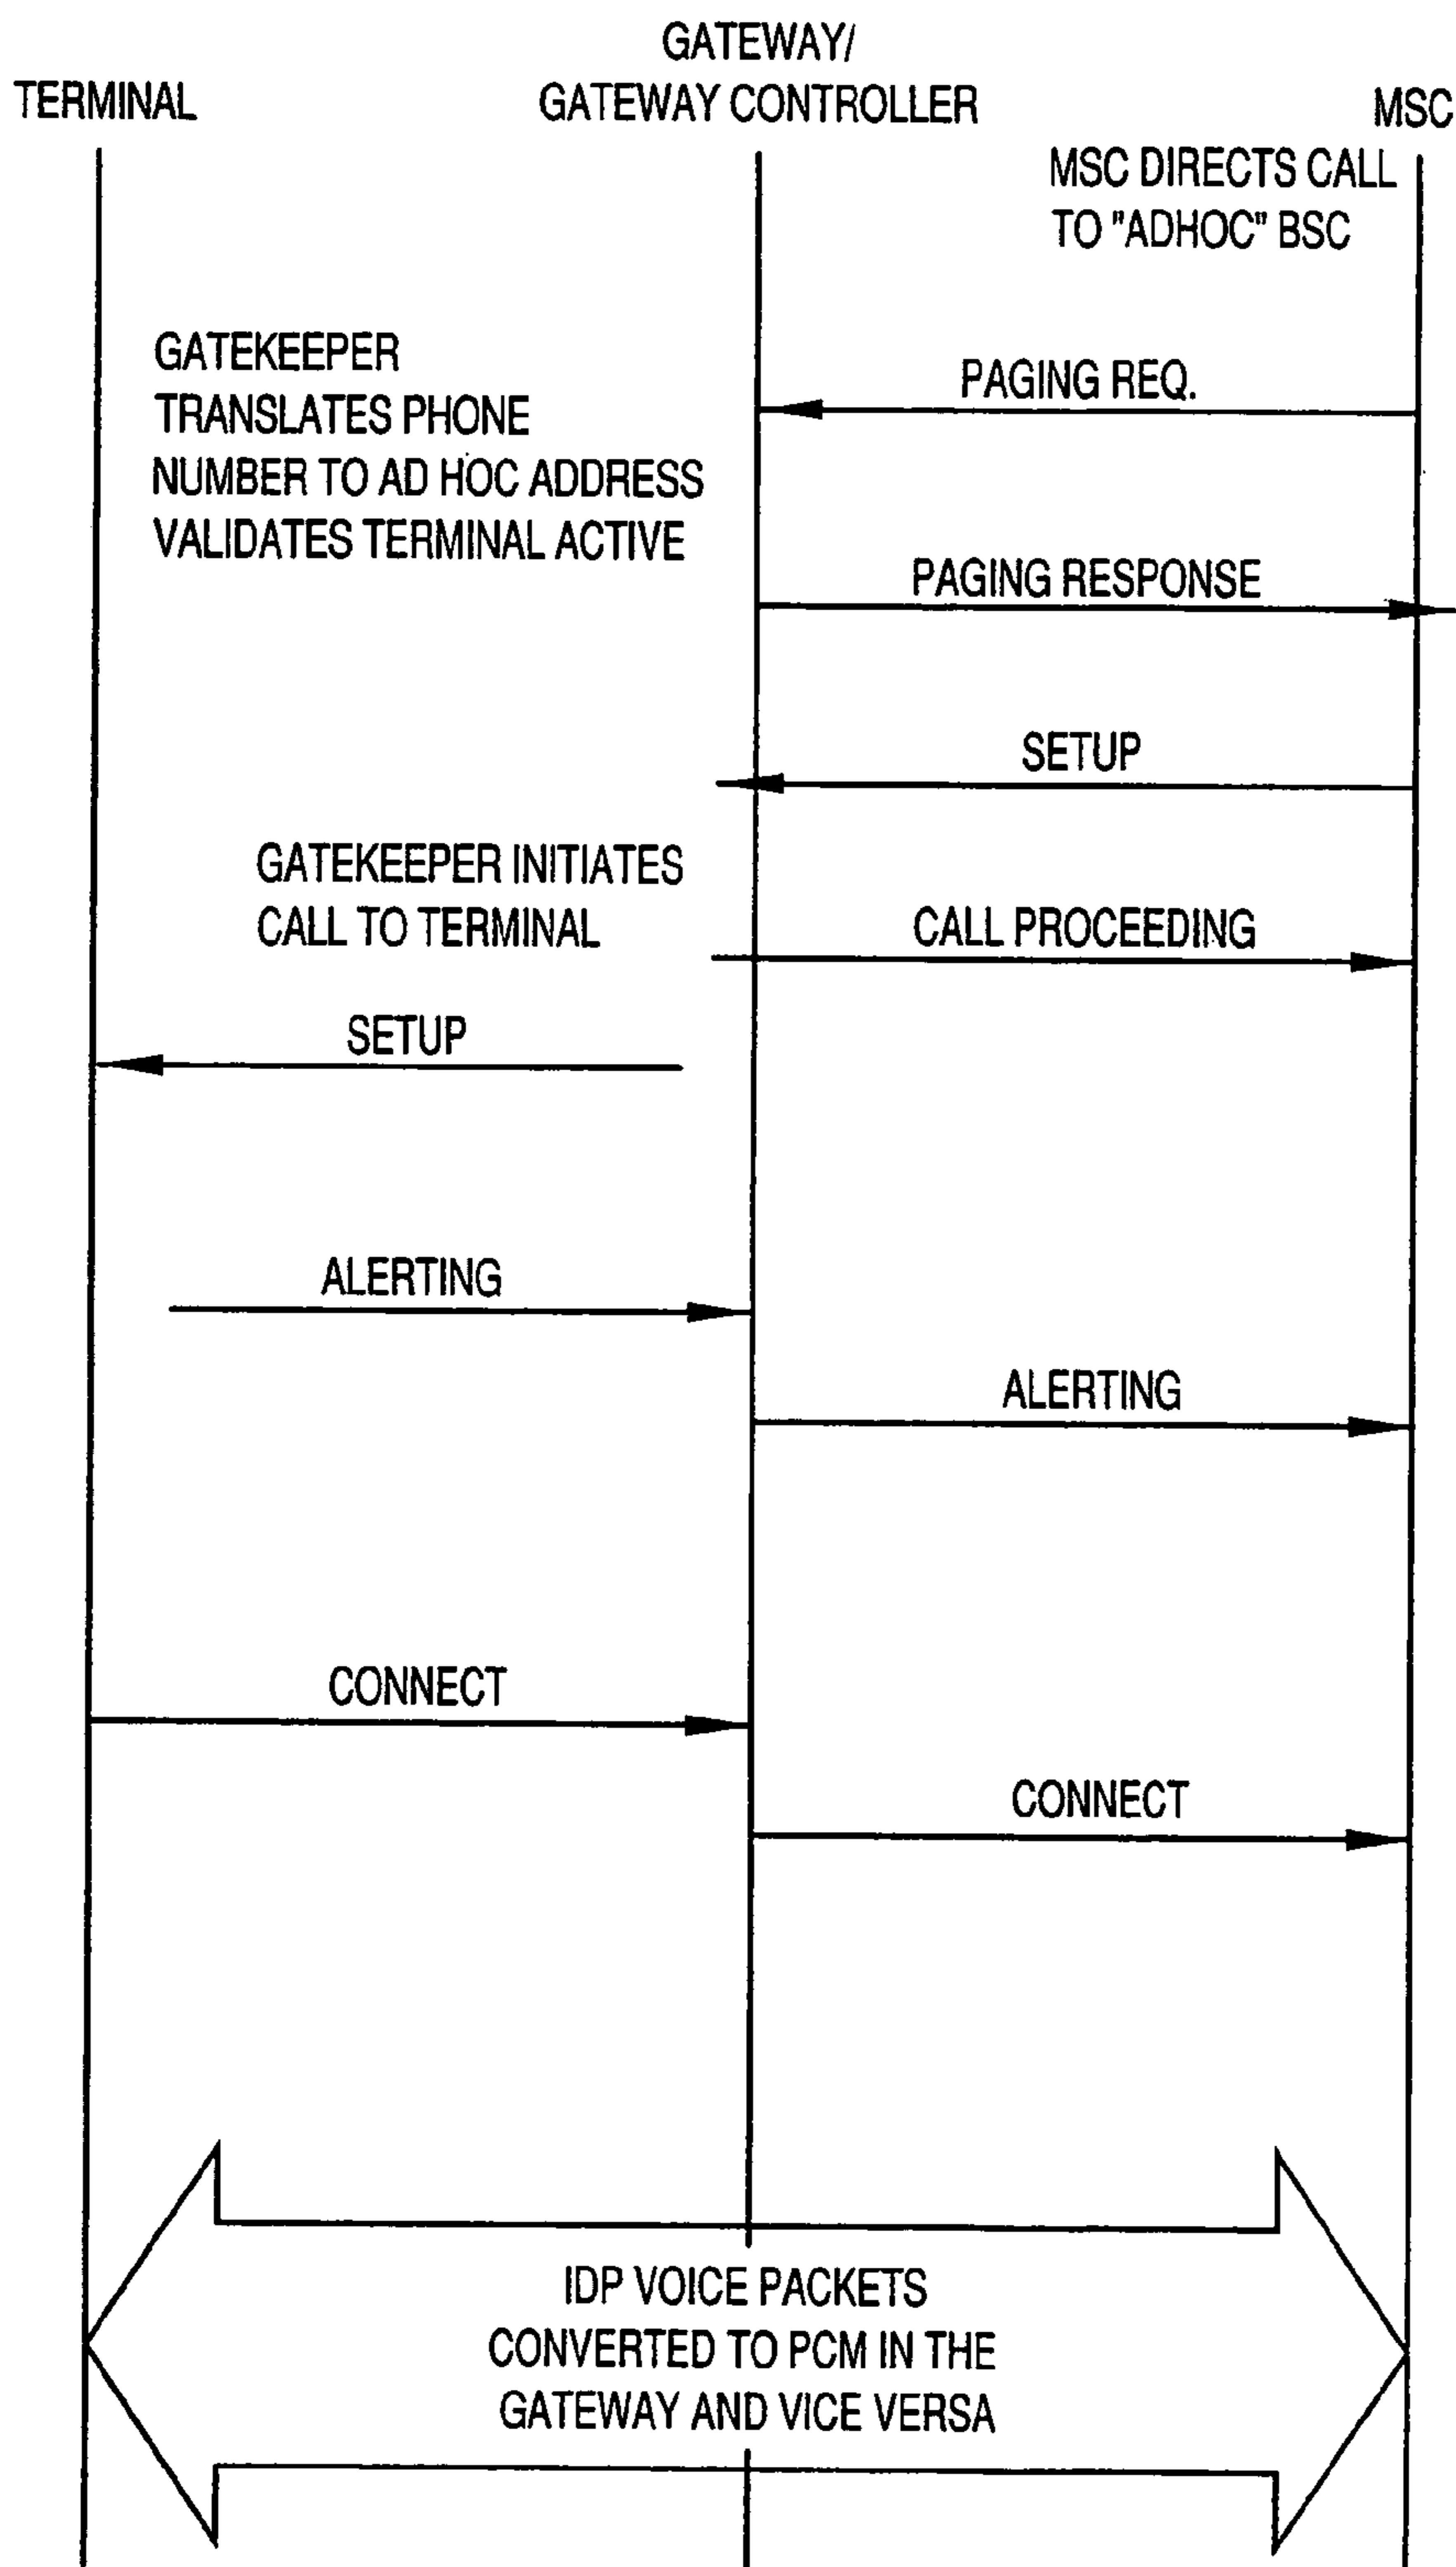 GATEWAY/
GATEWAY CONTROLLER
TERMINAL
MSC
MSC DIRECTS CALL
TO "ADHOC" BSC
GATEKEEPER
TRANSLATES PHONE
NUMBER TO AD HOC ADDRESS
VALIDATES TERMINAL ACTIVE
PAGING REQ.
PAGING RESPONSE
SETUP
GATEKEEPER INITIATES
CALL TO TERMINAL
CALL PROCEEDING
SETUP
ALERTING
ALERTING
CONNECT
CONNECT
IDP VOICE PACKETS
CONVERTED TO PCM IN THE
GATEWAY AND VICE VERSA